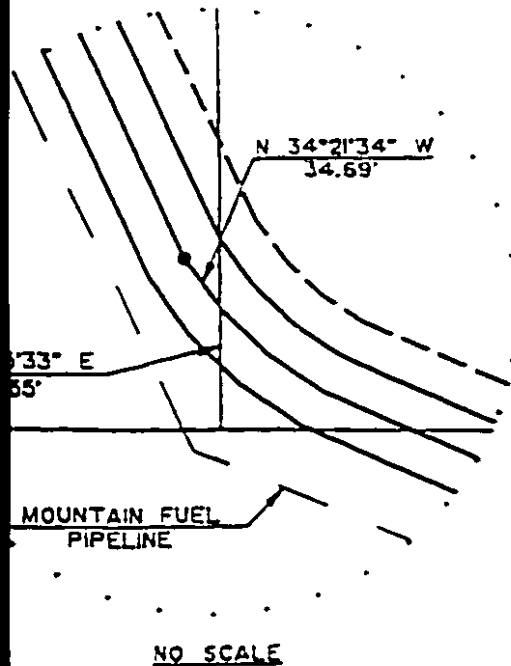 N 34°21'34" W
34.69'
'33" E
55'
MOUNTAIN FUEL
PIPELINE
NO SCALE